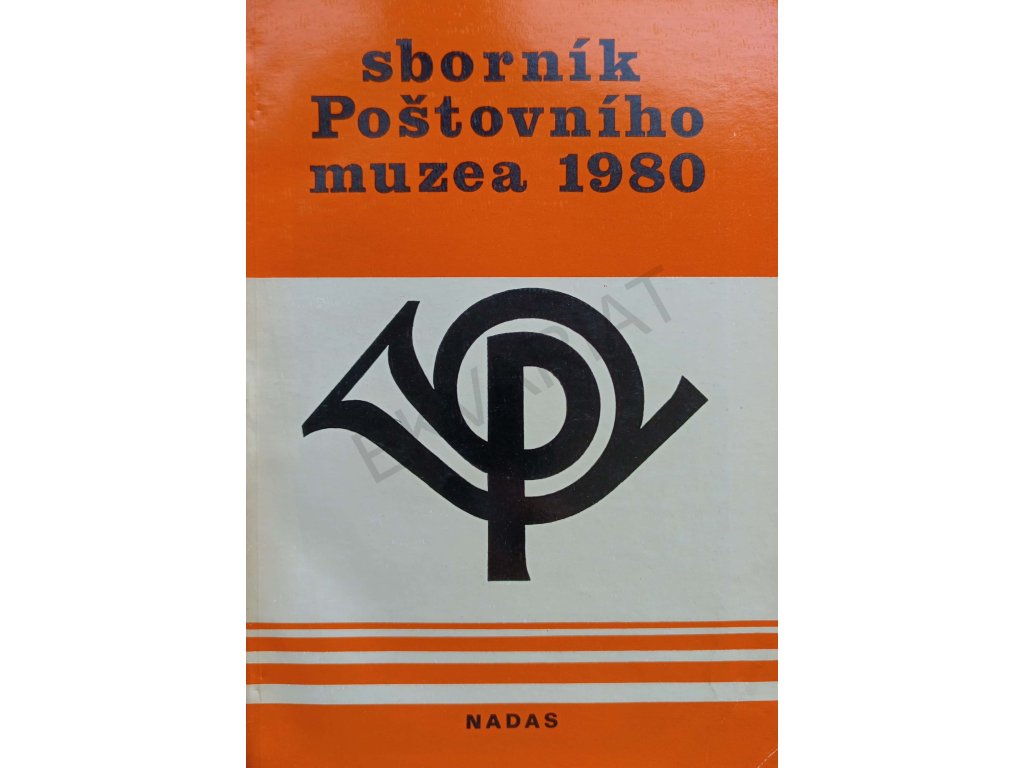 sborník
Poštovního
muzea 1980
P
NADAS